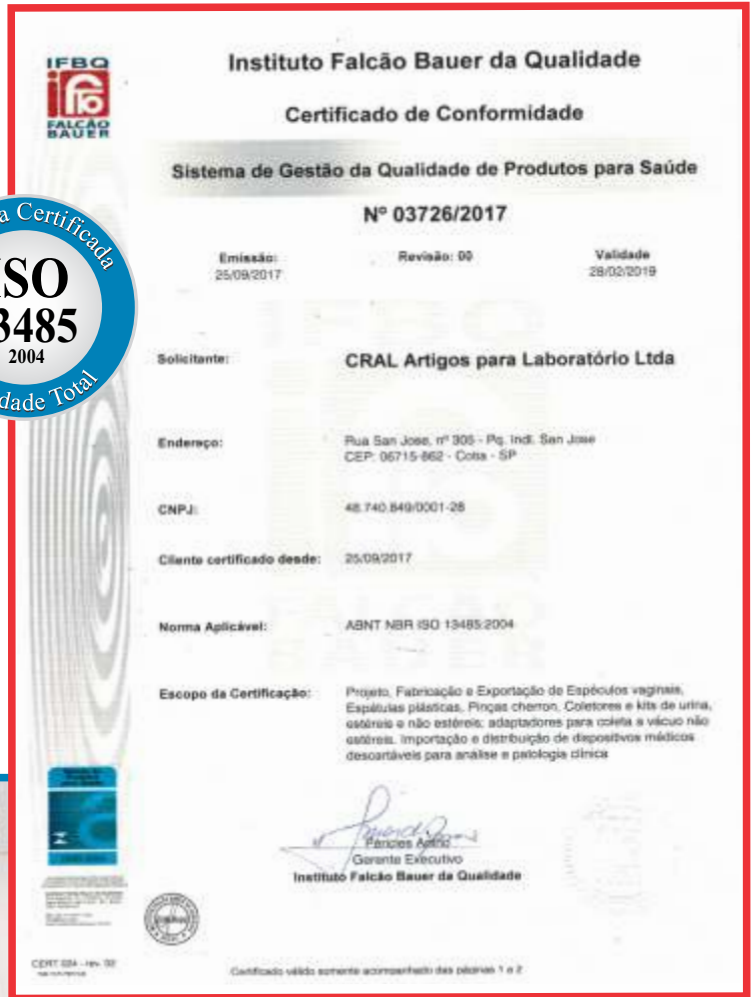 IFBQ
FALCÃO
BAUER
Instituto Falcão Bauer da Qualidade
Certificado de Conformidade
Sistema de Gestão da Qualidade de Produtos para Saúde
Nº 03726/2017
Emissão:
25/09/2017
Revisão: 00
Validade
28/02/2019
a Certificada
ISO
13485
2004
dade Total
Solicitante:
CRAL Artigos para Laboratório Ltda
Endereço:
Rua San Jose, nº 305 - Pq. Indl. San Jose
CEP: 06715-862 - Cotia - SP
CNPJ:
48.740.849/0001-28
Cliente certificado desde:
25/09/2017
Norma Aplicável:
ABNT NBR ISO 13485:2004
Escopo da Certificação:
Projeto, Fabricação e Exportação de Espéculos vaginais,
Espátulas plásticas, Pinças cherron, Coletores e kits de urina,
estéreis e não estéreis; adaptadores para coleta a vácuo não
estéreis. Importação e distribuição de dispositivos médicos
descartáveis para análise e patologia clínica
Péricles
Gerente Executivo
Instituto Falcão Bauer da Qualidade
Certificado válido somente acompanhado das páginas 1 a 2